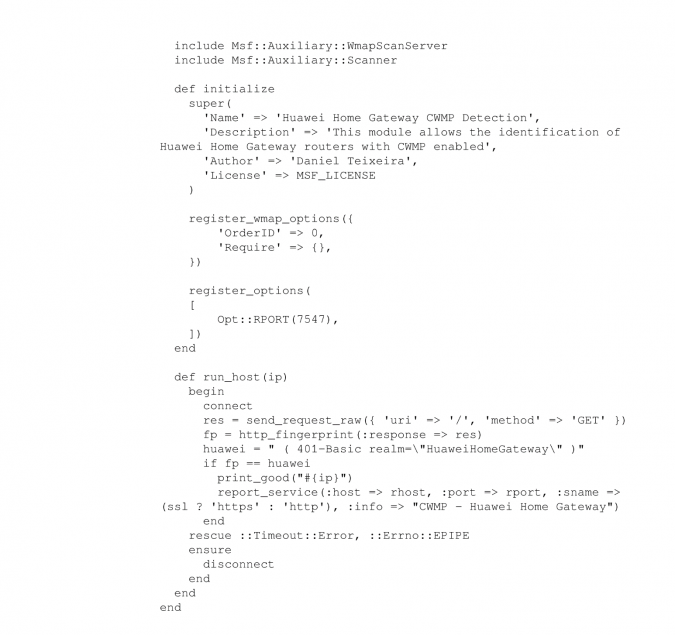 include Msf::Auxiliary::WmapScanServer
include Msf::Auxiliary::Scanner
def initialize
super(
'Name' => 'Huawei Home Gateway CWMP Detection',
'Description' => 'This module allows the identification of
Huawei Home Gateway routers with CWMP enabled',
'Author' => 'Daniel Teixeira',
'License' => MSF_LICENSE
)
register_wmap_options({
'OrderID' => 0,
'Require' => {},
})
register_options(
[
Opt::RPORT(7547),
])
end
def run_host(ip)
begin
connect
res = send_request_raw({ 'uri' => '/', 'method' => 'GET' })
fp = http_fingerprint(:response => res)
huawei = " ( 401-Basic realm=\"HuaweiHomeGateway\" )"
if fp == huawei
print_good("#{ip}")
report_service(:host => rhost, :port => rport, :sname =>
(ssl ? 'https' : 'http'), :info => "CWMP - Huawei Home Gateway")
end
rescue ::Timeout::Error, ::Errno::EPIPE
ensure
disconnect
end
end
end